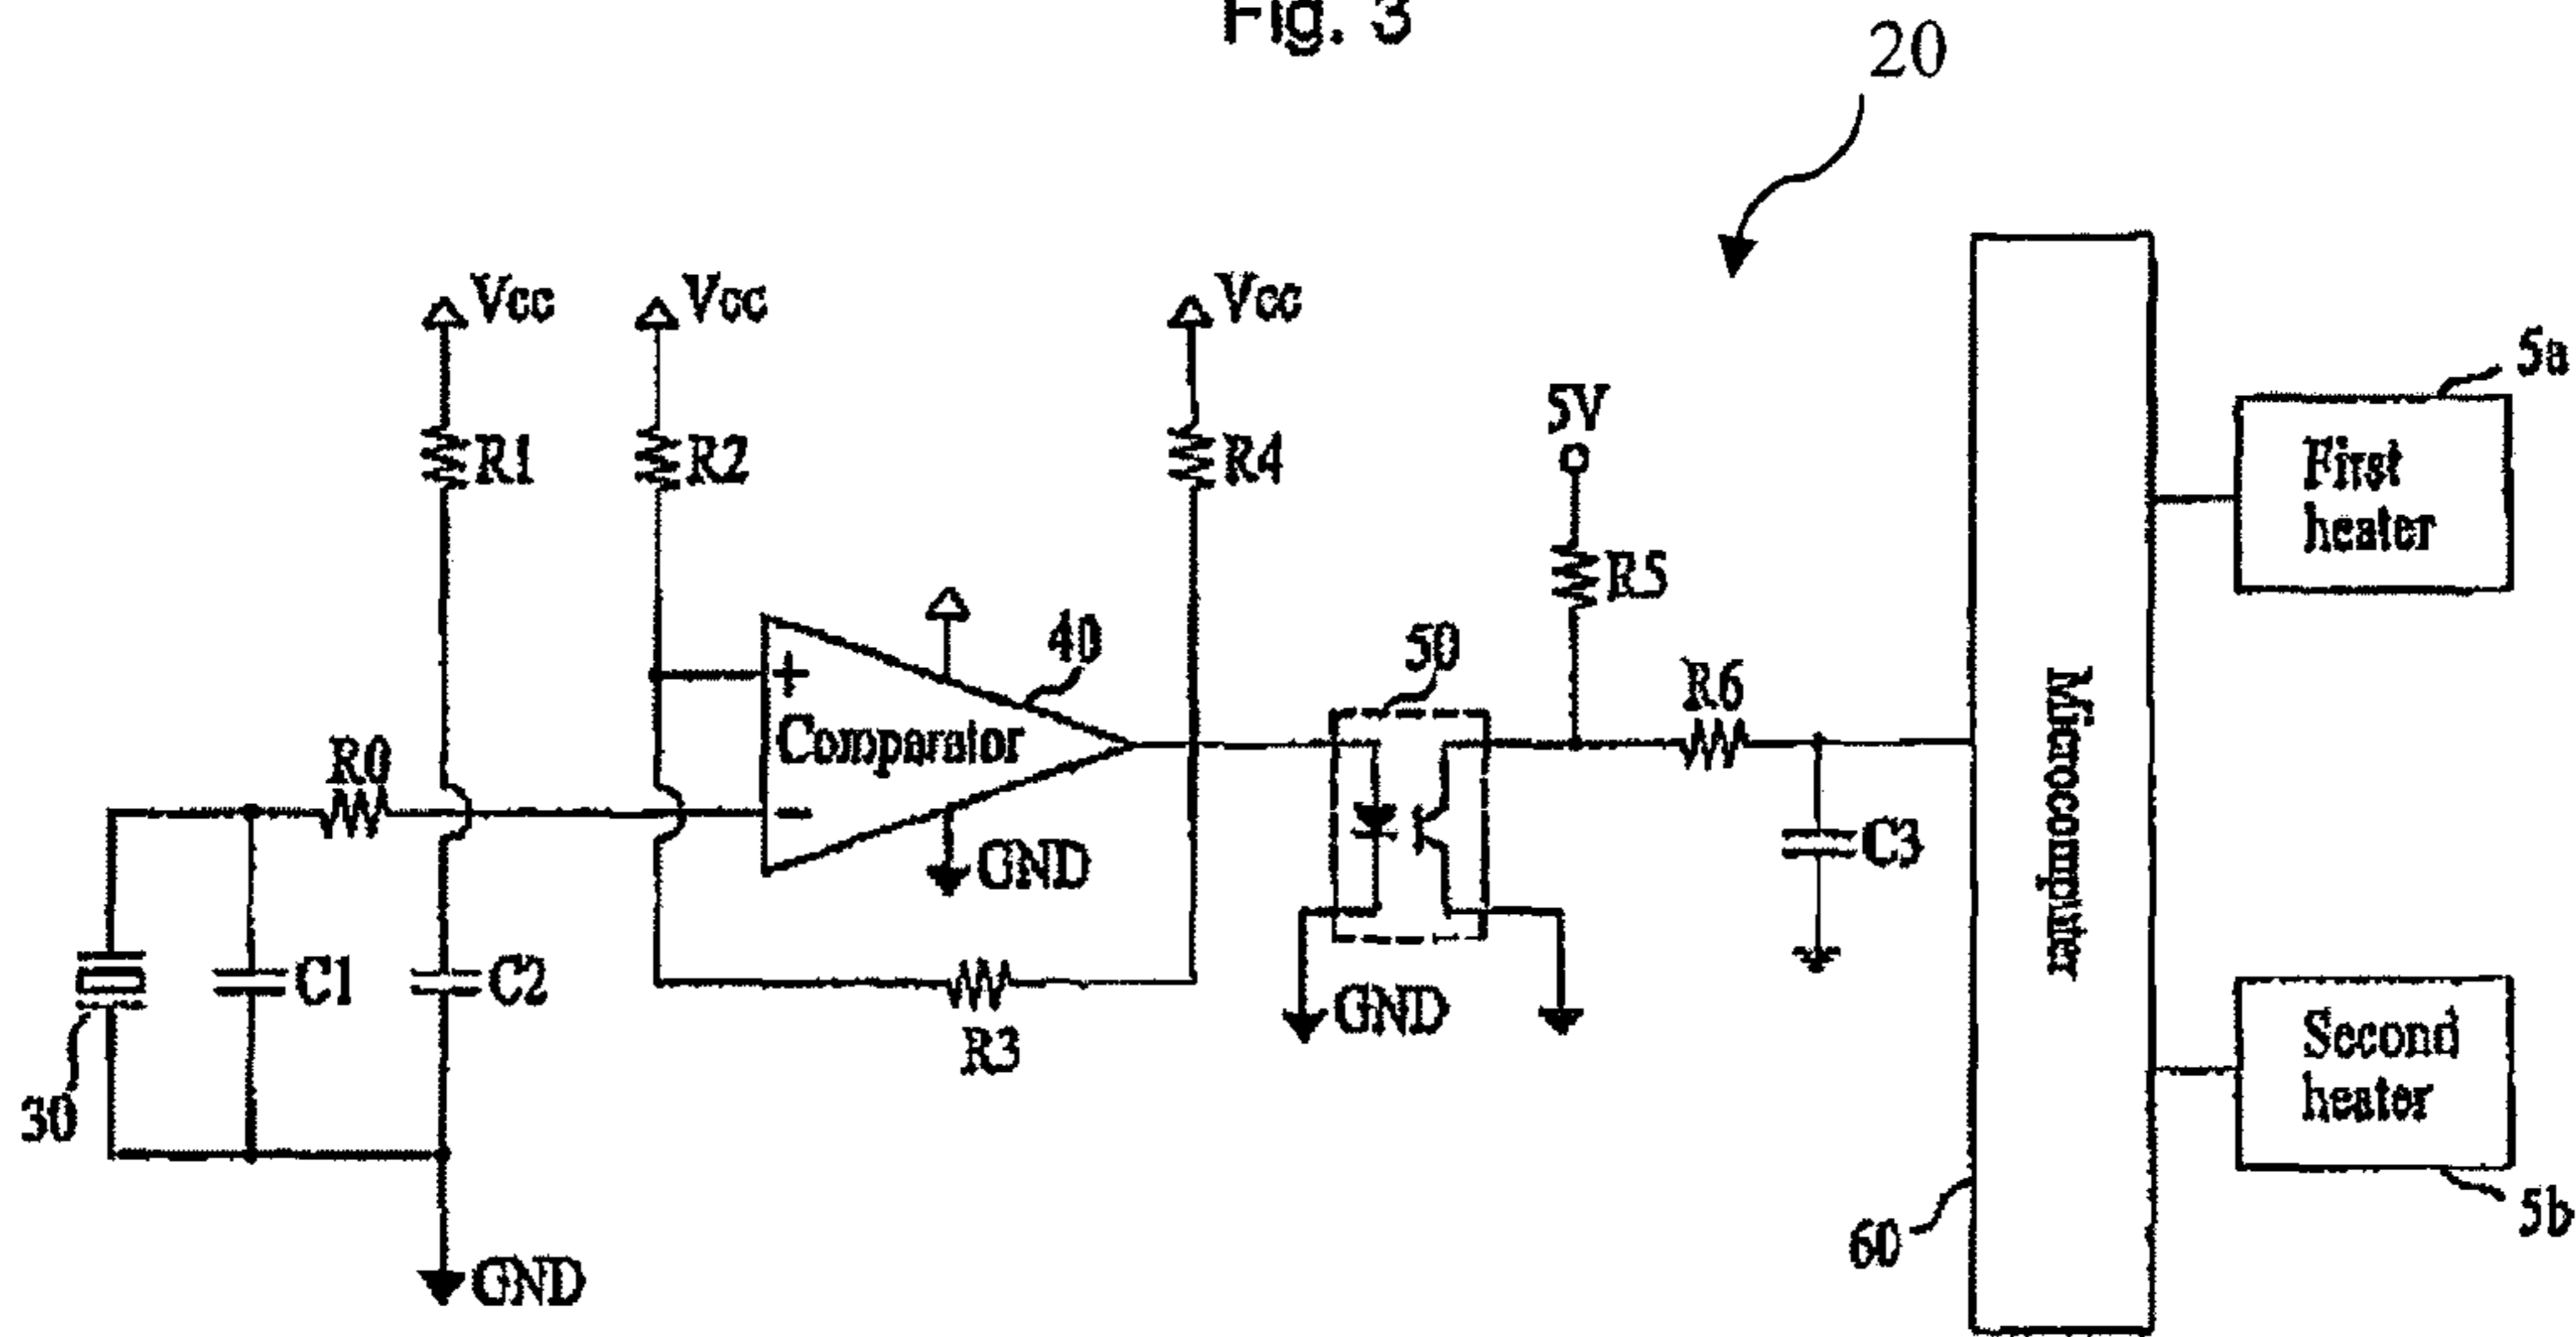 Fig. 3
20
Vcc
Vcc
Vcc
R1
R2
R4
5V
R5
5a
First
heater
40
50
R6
+
Comparator
R0
-
GND
C3
Microcomputer
C1
C2
30
R3
GND
Second
heater
60
5b
GND